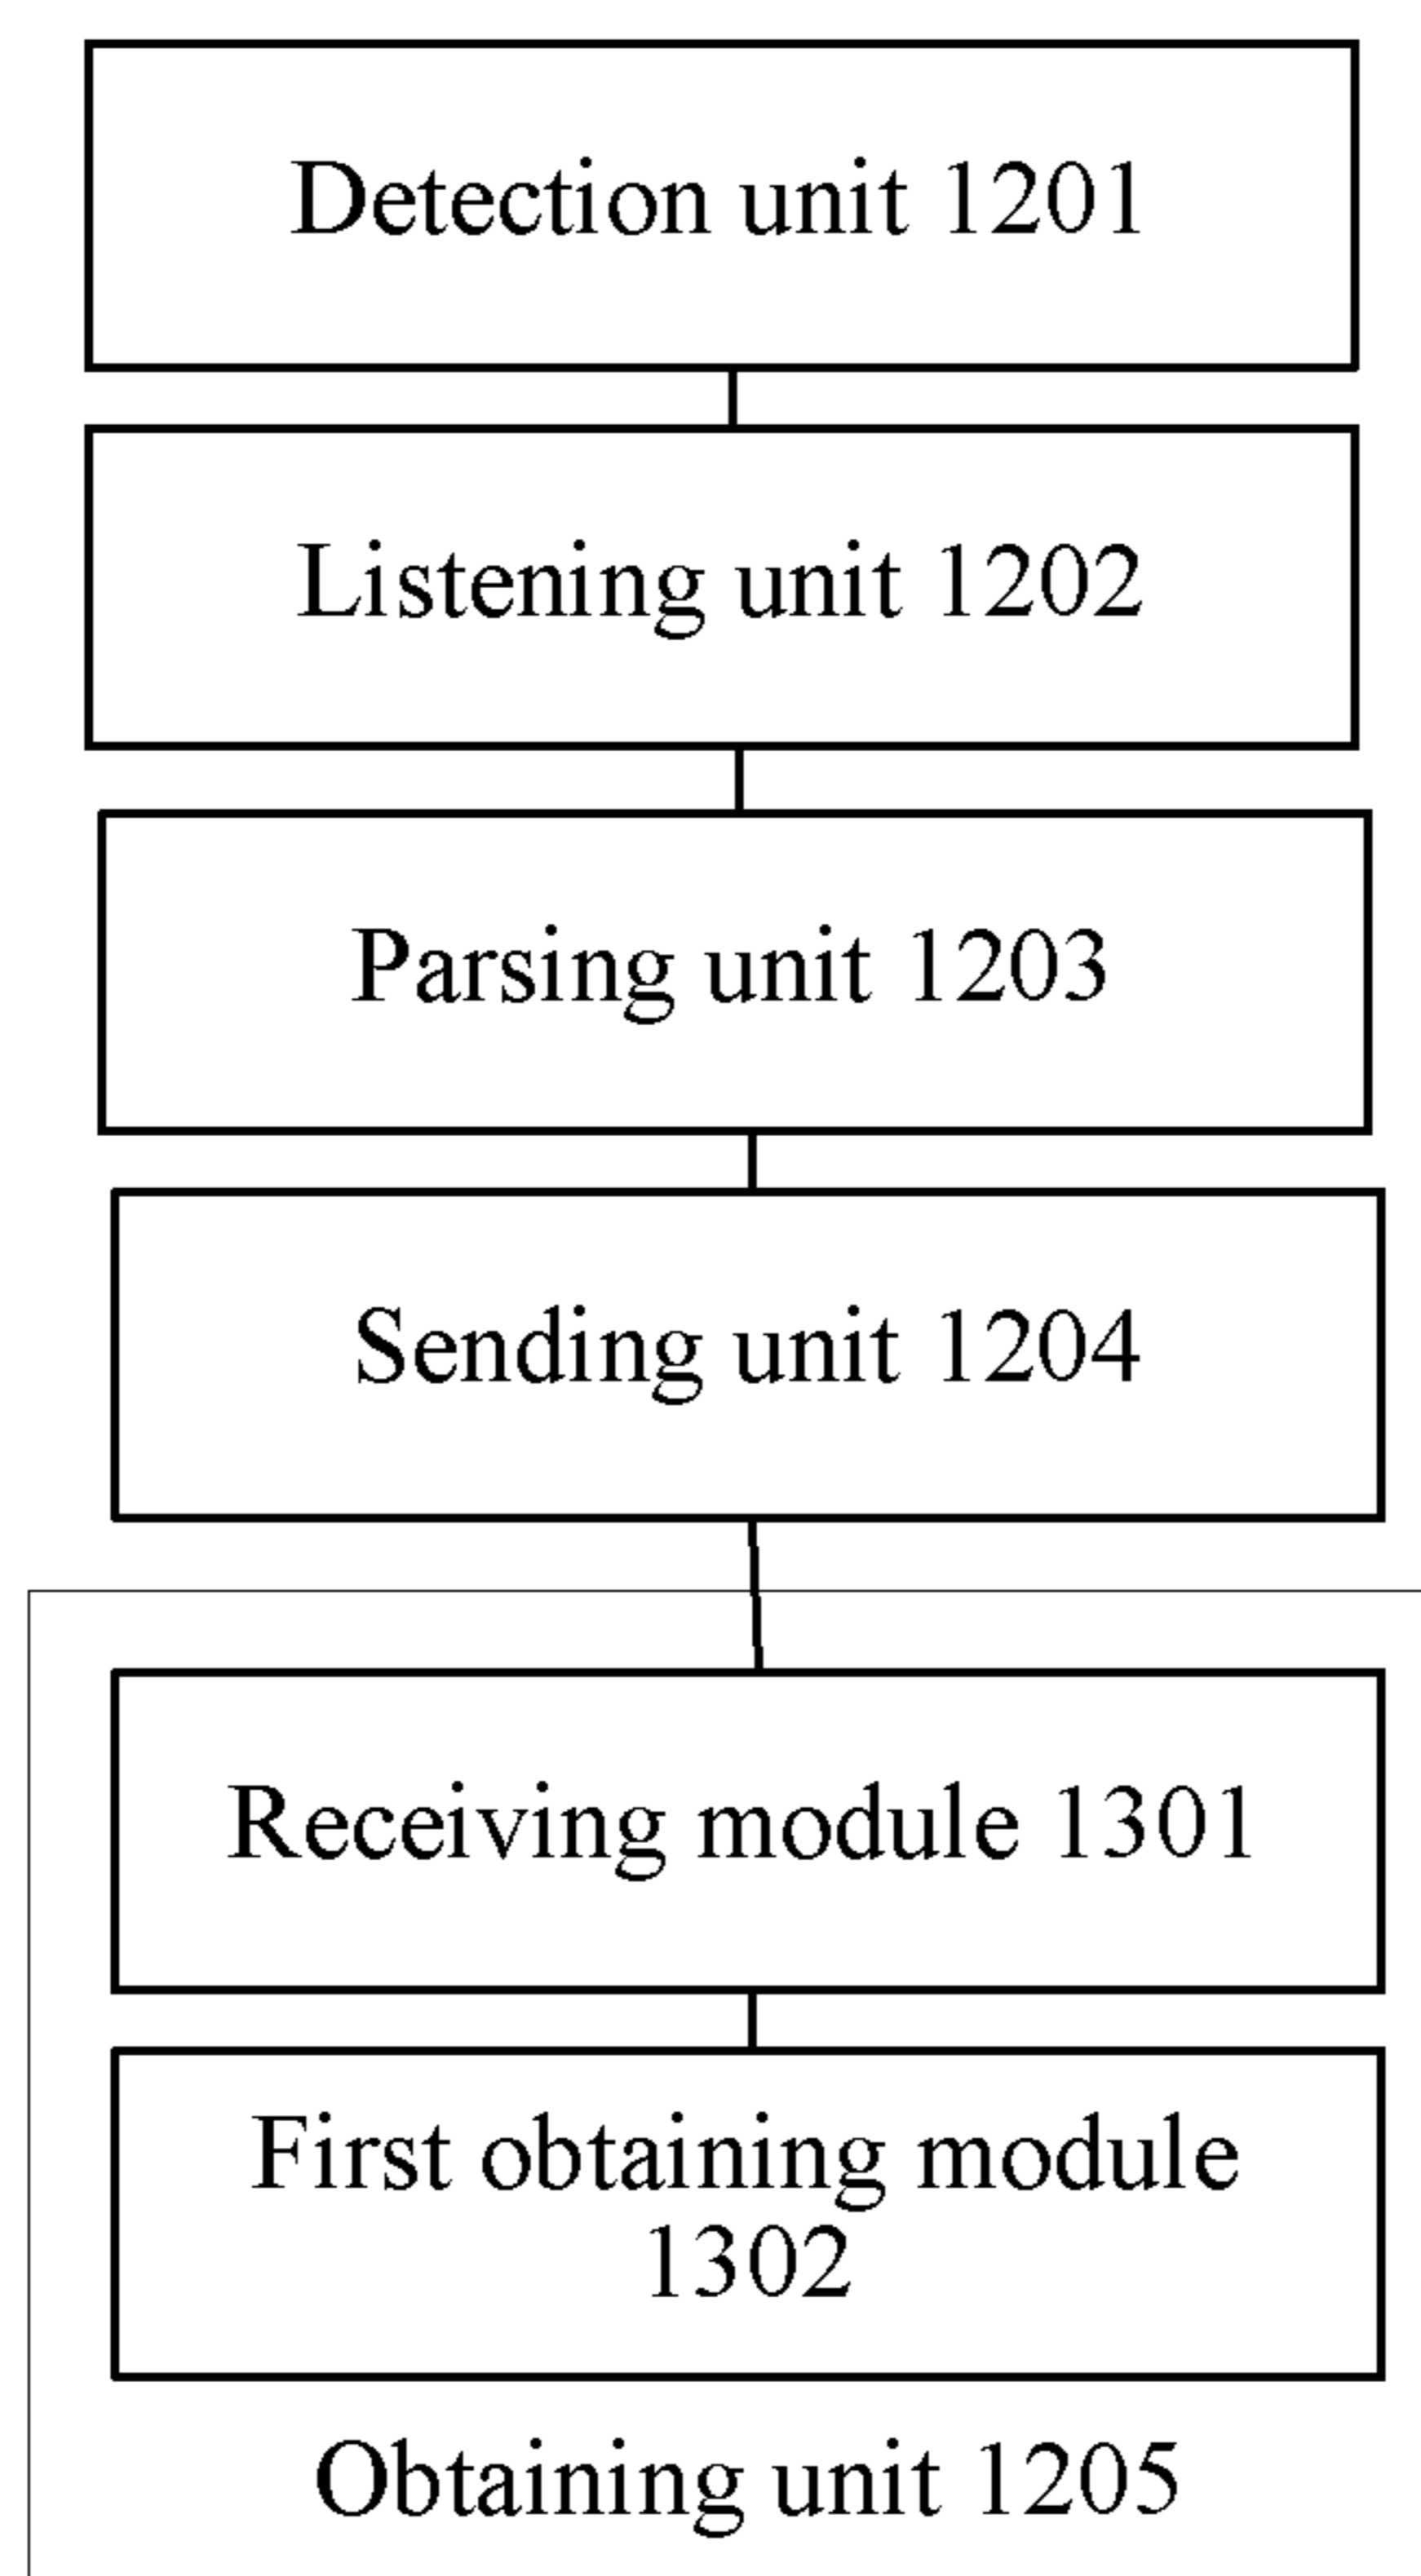 Detection unit 1201
Listening unit 1202
Parsing unit 1203
Sending unit 1204
Receiving module 1301
First obtaining module
1302
Obtaining unit 1205